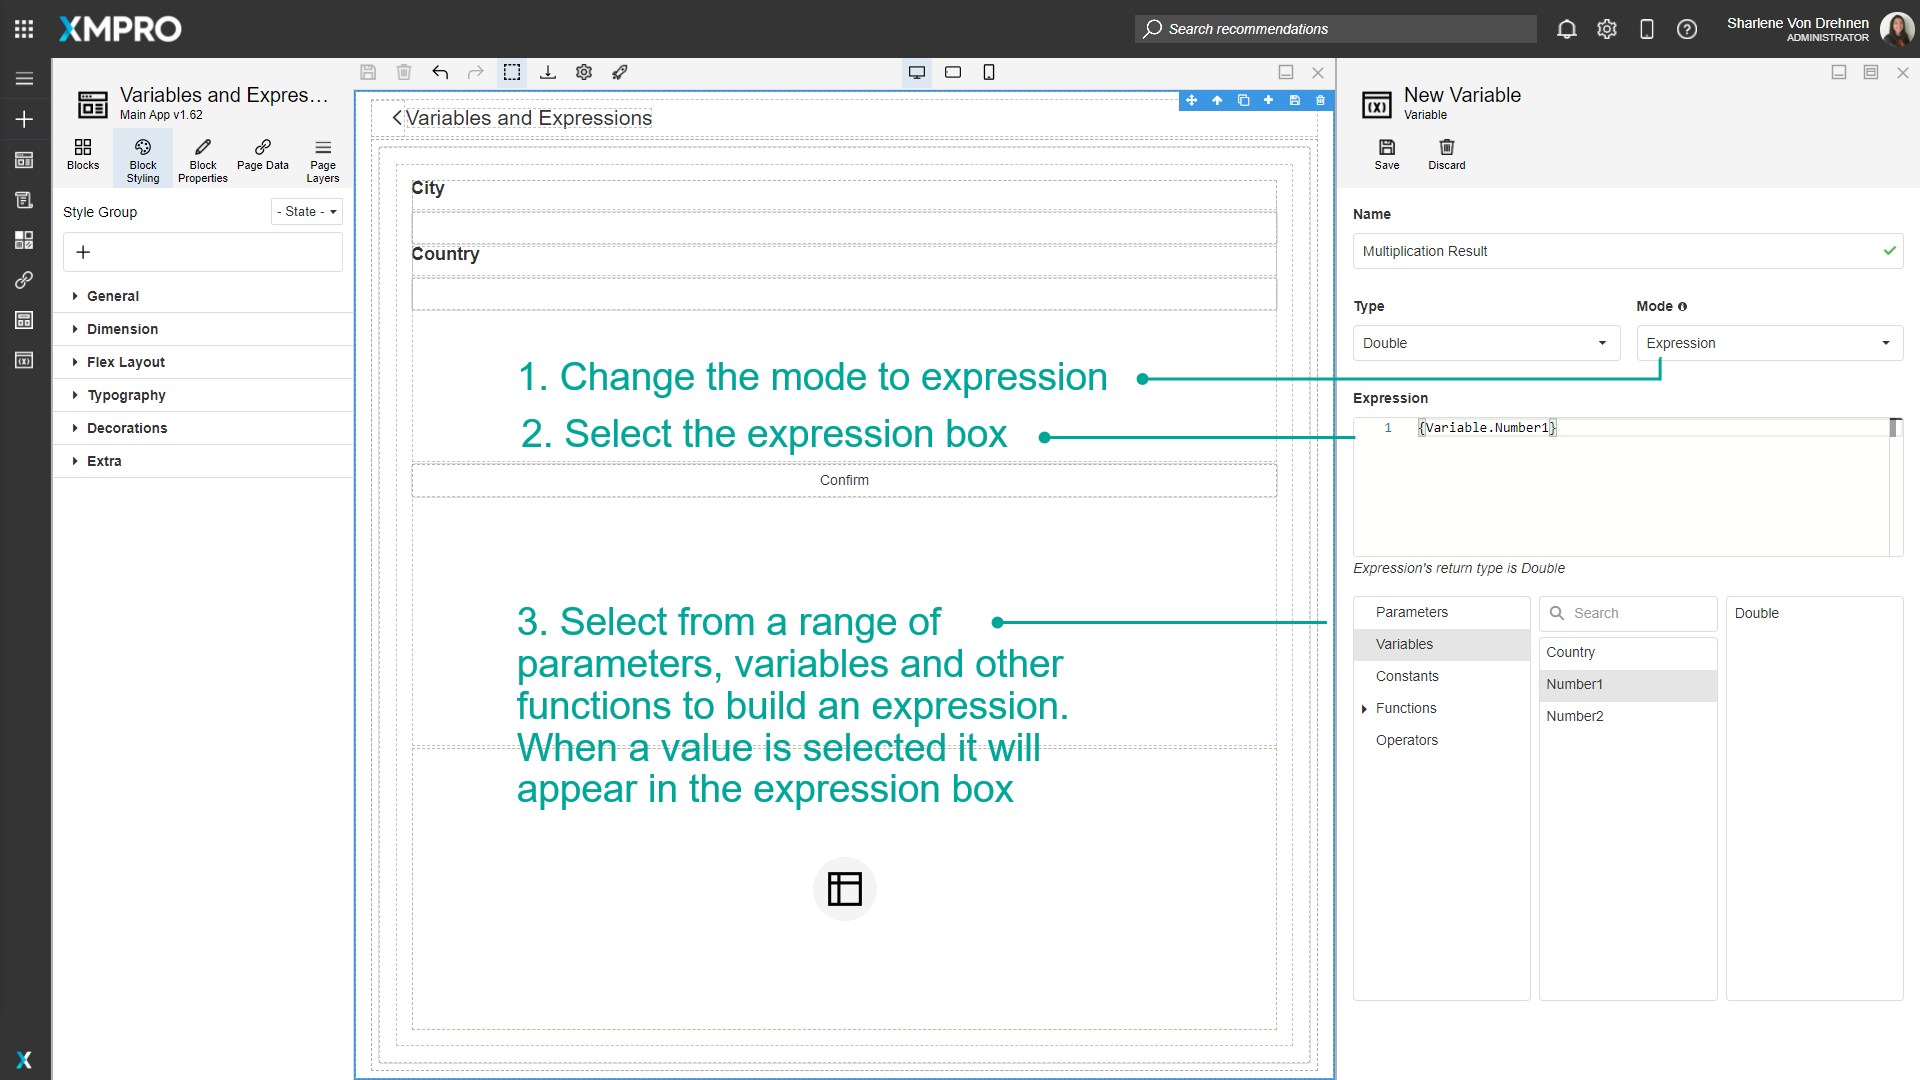 XMPRO
Search recommendations
Sharlene Von Drehnen
ADMINISTRATOR
Variables and Expres...
Main App v1.62
Blocks
Block
Styling
Block
Properties
Page Data
Page
Layers
Style Group
- State -
General
Dimension
Flex Layout
Typography
Decorations
Extra
Variables and Expressions
City
Country
1. Change the mode to expression
2. Select the expression box
Confirm
3. Select from a range of
parameters, variables and other
functions to build an expression.
When a value is selected it will
appear in the expression box
New Variable
Variable
Save
Discard
Name
Multiplication Result
Type
Mode
Double
Expression
Expression
1 {Variable.Number1}
Expression's return type is Double
Parameters
Variables
Constants
Functions
Operators
Search
Country
Number1
Number2
Double